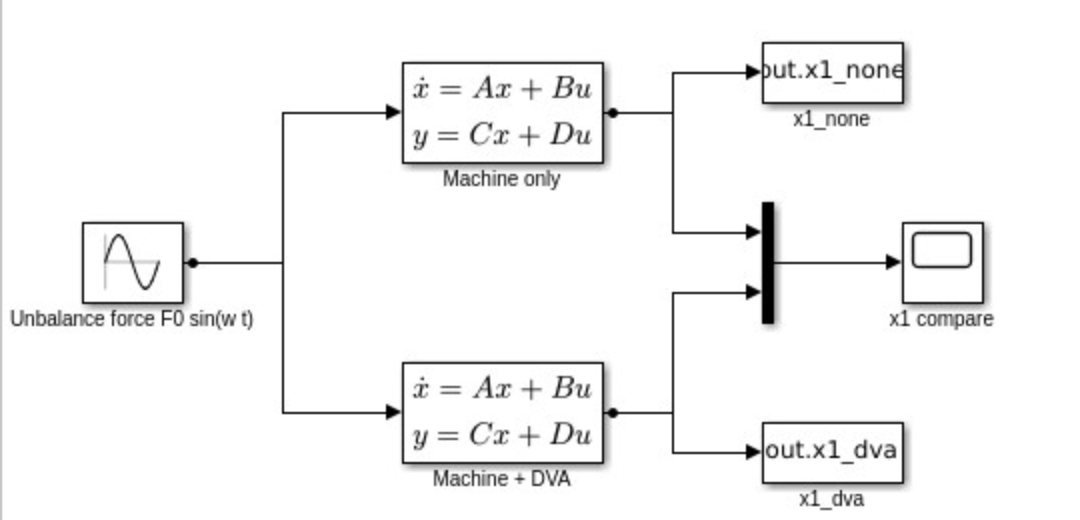 out.x1_none
x1_none
ẋ = Ax + Bu
y = Cx + Du
Machine only
Unbalance force F0 sin(w t)
x1 compare
ẋ = Ax + Bu
y = Cx + Du
Machine + DVA
out.x1_dva
x1_dva